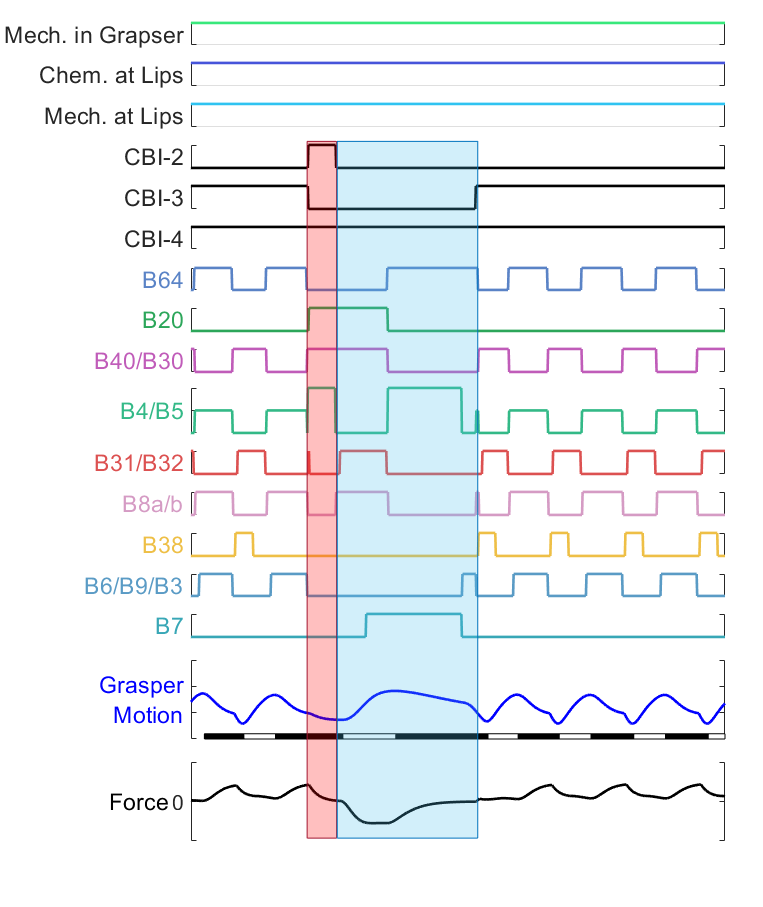 Mech. in Grapser
Chem. at Lips
Mech. at Lips
CBI-2
CBI-3
CBI-4
B64
B20
B40/B30
B4/B5
B31/B32
B8a/b
B38
B6/B9/B3
B7
Grasper
Motion
Force 0